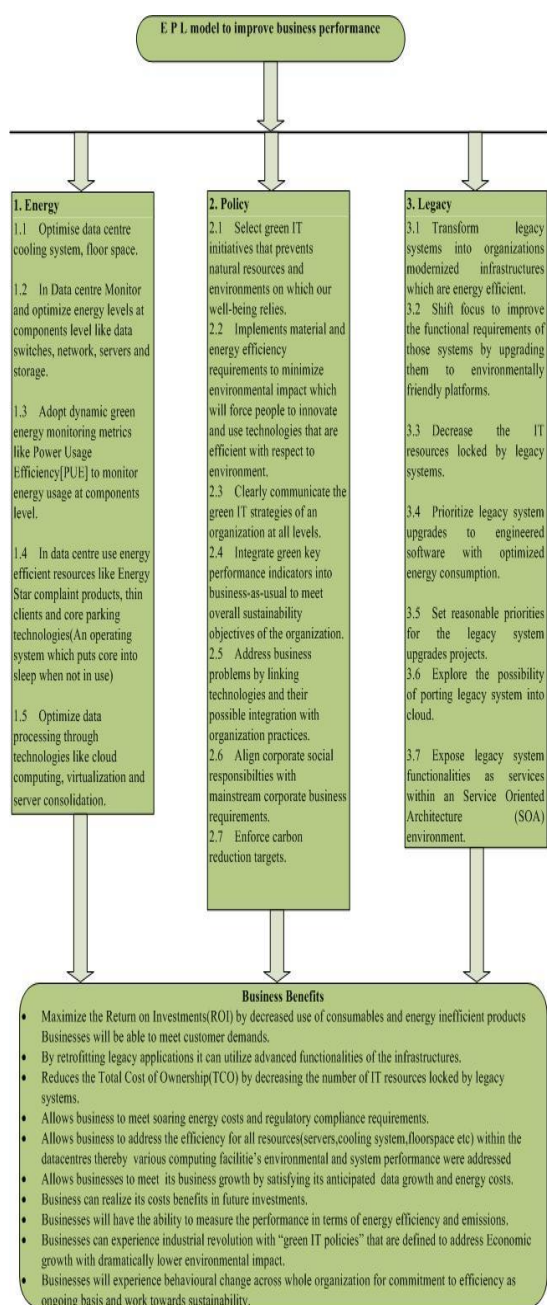 E P L model to improve business performance
1. Energy
1.1 Optimise data centre
cooling system, floor space.
1.2 In Data centre Monitor
and optimize energy levels at
components level like data
switches, network, servers and
storage.
1.3 Adopt dynamic green
energy monitoring metrics
like Power Usage
Efficiency[PUE] to monitor
energy usage at components
level.
1.4 In data centre use energy
efficient resources like Energy
Star complaint products, thin
clients and core parking
technologies(An operating
system which puts core into
sleep when not in use)
1.5 Optimize data
processing through
technologies like cloud
computing, virtualization and
server consolidation.
2. Policy
2.1 Select green IT
initiatives that prevents
natural resources and
environments on which our
well-being relies.
2.2 Implements material and
energy efficiency
requirements to minimize
environmental impact which
will force people to innovate
and use technologies that are
efficient with respect to
environment.
2.3 Clearly communicate the
green IT strategies of an
organization at all levels.
2.4 Integrate green key
performance indicators into
business-as-usual to meet
overall sustainability
objectives of the organization.
2.5 Address business
problems by linking
technologies and their
possible integration with
organization practices.
2.6 Align corporate social
responsibilties with
mainstream corporate business
requirements.
2.7 Enforce carbon
reduction targets.
3. Legacy
3.1 Transform legacy
systems into organizations
modernized infrastructures
which are energy efficient.
3.2 Shift focus to improve
the functional requirements of
those systems by upgrading
them to environmentally
friendly platforms.
3.3 Decrease the IT
resources locked by legacy
systems.
3.4 Prioritize legacy system
upgrades to engineered
software with optimized
energy consumption.
3.5 Set reasonable priorities
for the legacy system
upgrades projects.
3.6 Explore the possibility
of porting legacy system into
cloud.
3.7 Expose legacy system
functionalities as services
within an Service Oriented
Architecture (SOA)
environment.
Business Benefits
• Maximize the Return on Investments(ROI) by decreased use of consumables and energy inefficient products
Businesses will be able to meet customer demands.
• By retrofitting legacy applications it can utilize advanced functionalities of the infrastructures.
• Reduces the Total Cost of Ownership(TCO) by decreasing the number of IT resources locked by legacy
systems.
• Allows business to meet soaring energy costs and regulatory compliance requirements.
• Allows business to address the efficiency for all resources(servers,cooling system,floorspace etc) within the
datacentres thereby various computing facilitie's environmental and system performance were addressed
• Allows businesses to meet its business growth by satisfying its anticipated data growth and energy costs.
• Business can realize its costs benefits in future investments.
• Businesses will have the ability to measure the performance in terms of energy efficiency and emissions.
• Businesses can experience industrial revolution with "green IT policies" that are defined to address Economic
growth with dramatically lower environmental impact.
• Businesses will experience behavioural change across whole organization for commitment to efficiency as
ongoing basis and work towards sustainability.